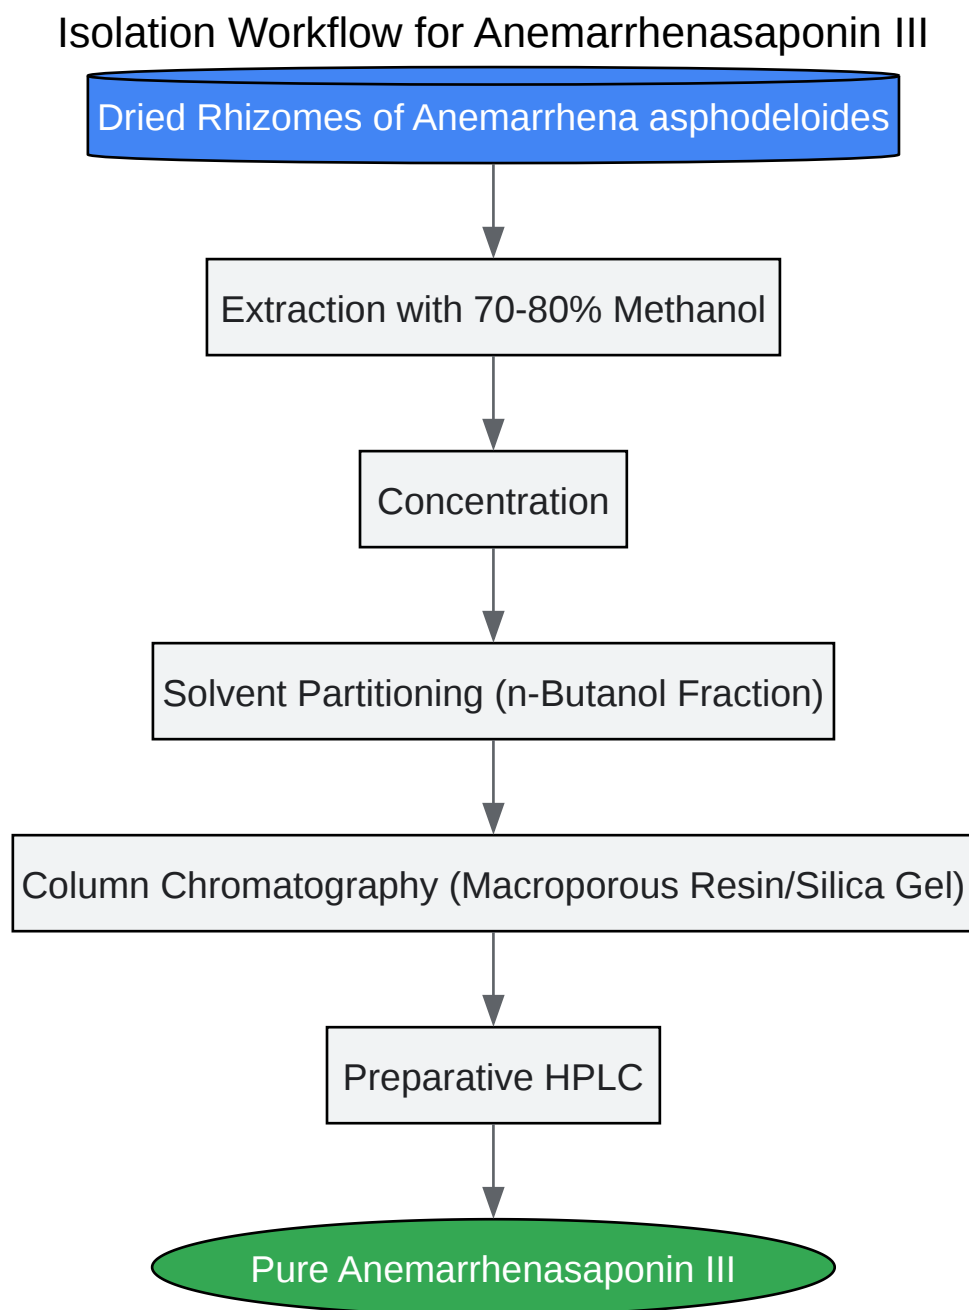 Isolation Workflow for Anemarrhenasaponin III
Dried Rhizomes of Anemarrhena asphodeloides
Extraction with 70-80% Methanol
Concentration
Solvent Partitioning (n-Butanol Fraction)
Column Chromatography (Macroporous Resin/Silica Gel)
Preparative HPLC
Pure Anemarrhenasaponin III